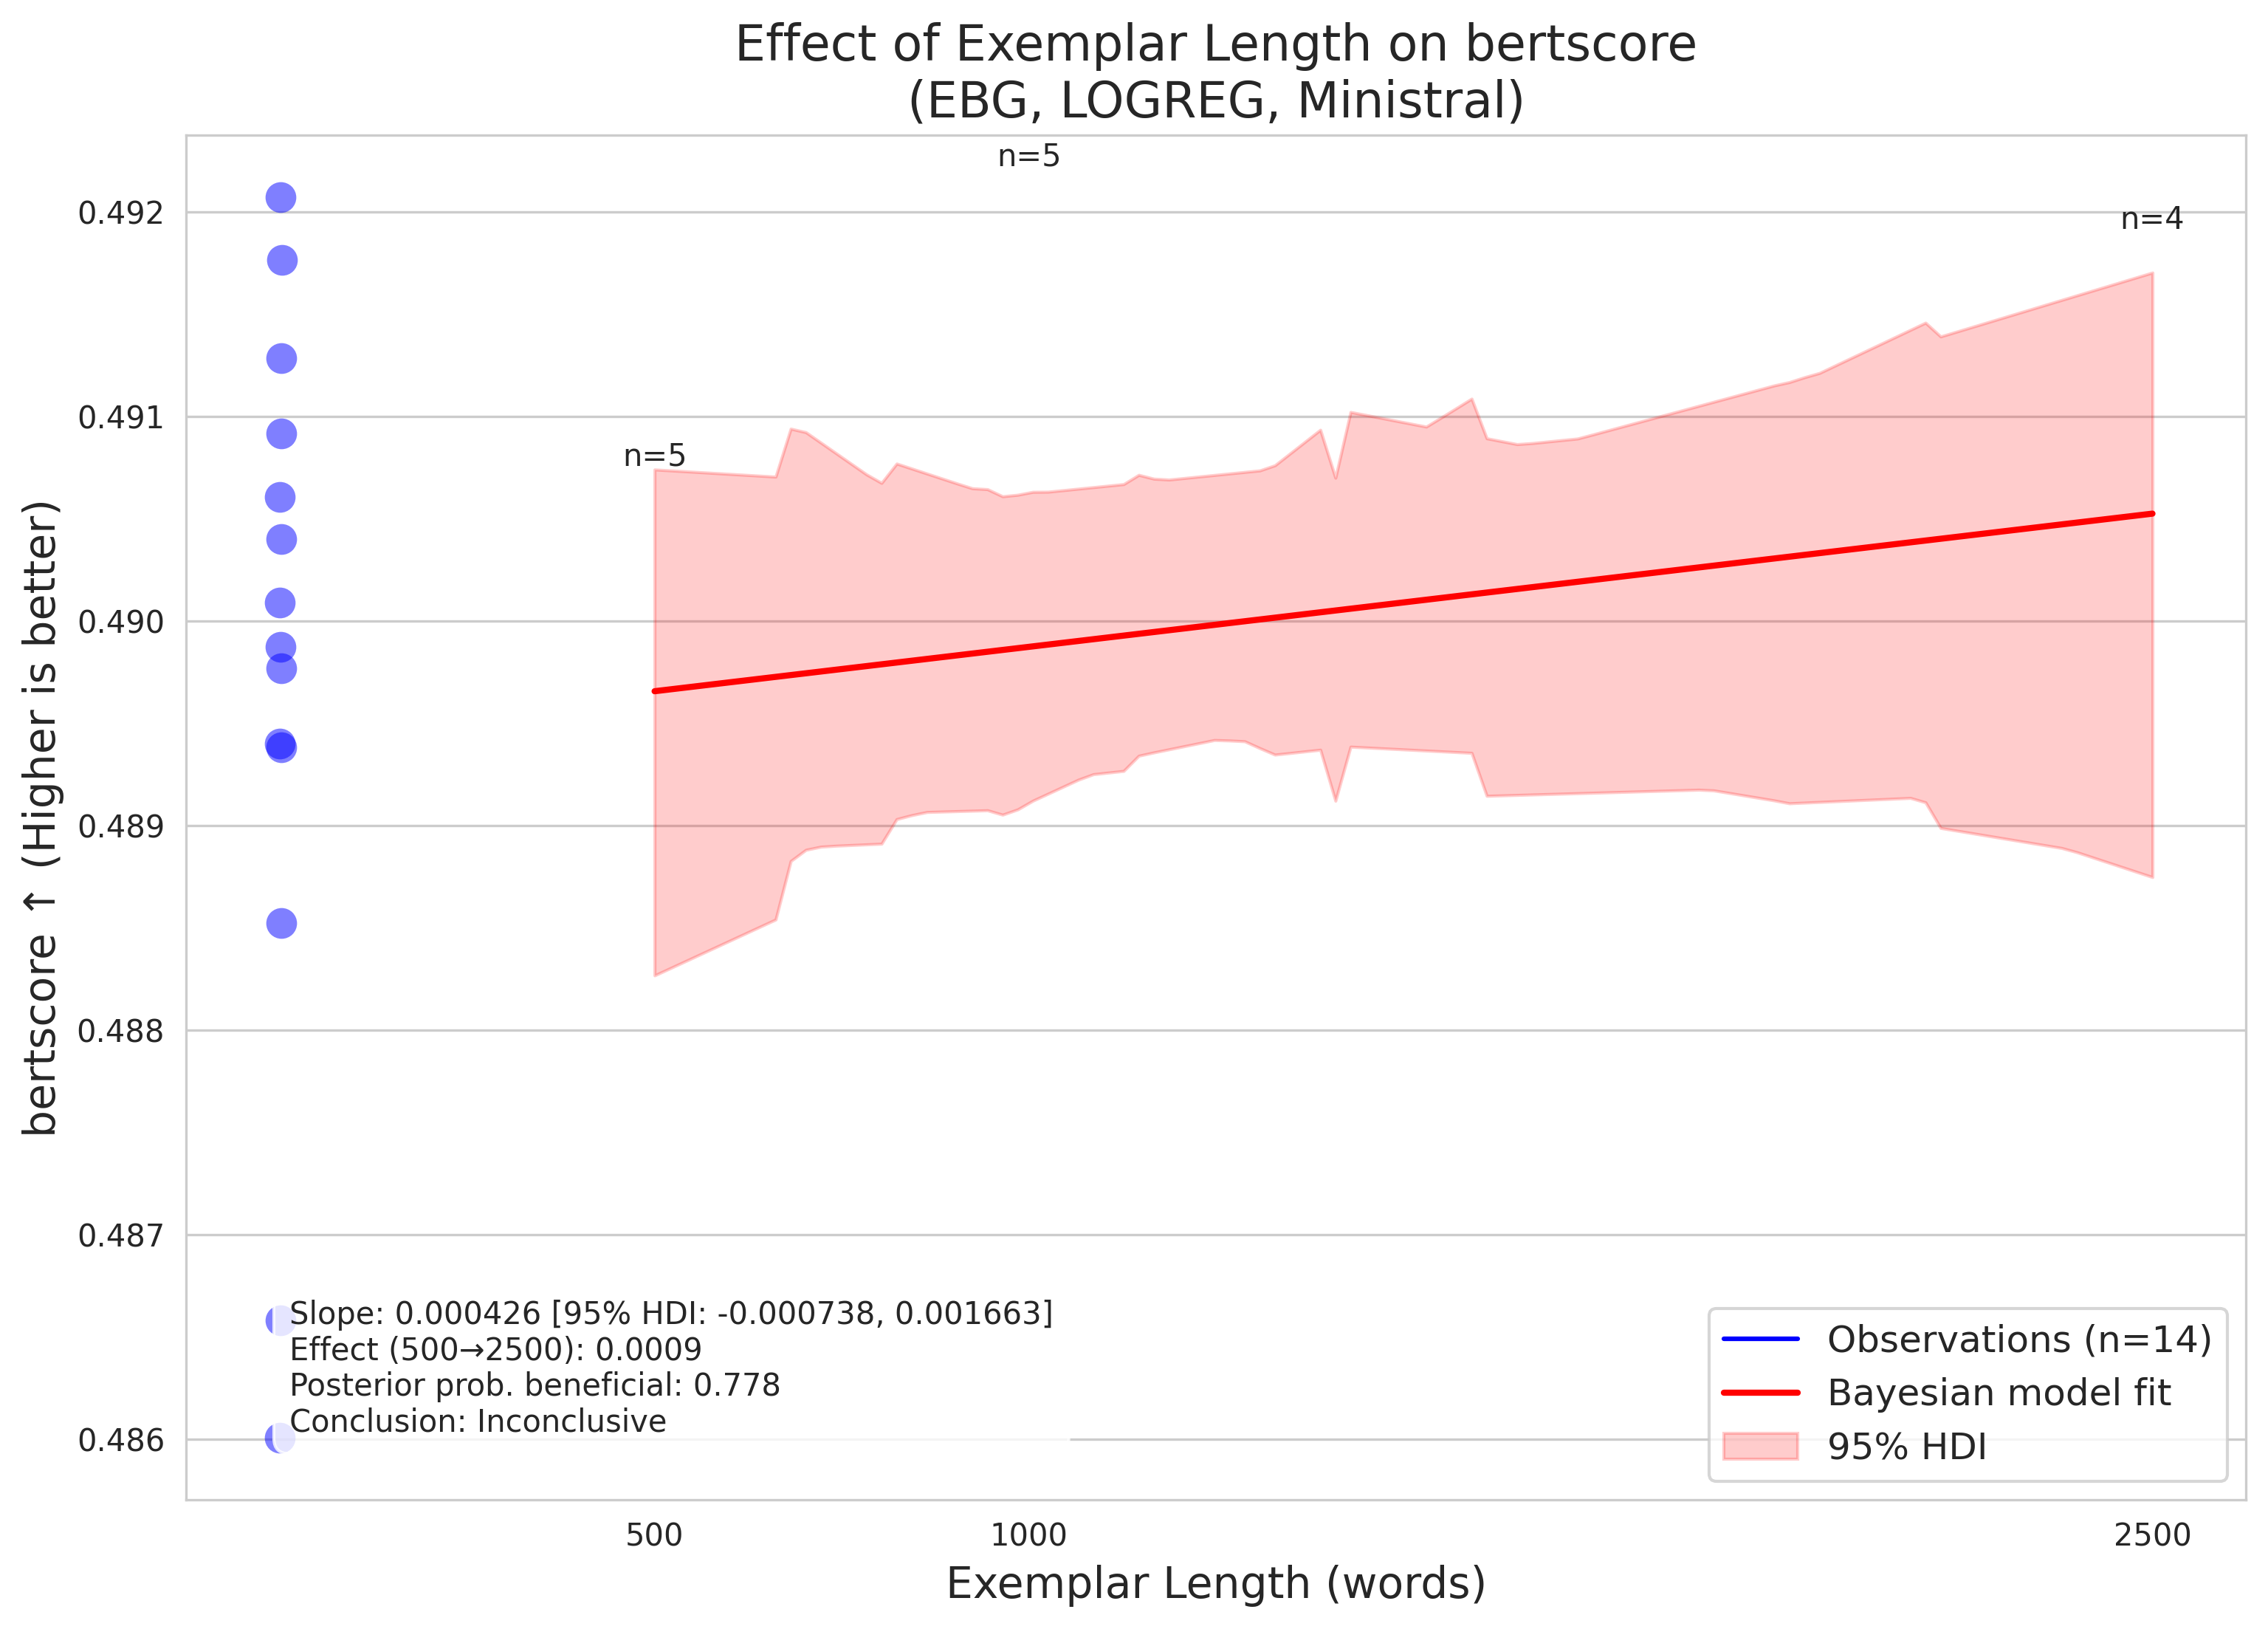 Effect of Exemplar Length on bertscore
(EBG, LOGREG, Ministral)
n=5
n=4
n=5
0.492
0.491
0.490
0.489
0.488
0.487
0.486
bertscore ↑ (Higher is better)
Slope: 0.000426 [95% HDI: -0.000738, 0.001663]
Effect (500→2500): 0.0009
Posterior prob. beneficial: 0.778
Conclusion: Inconclusive
Observations (n=14)
Bayesian model fit
95% HDI
500
1000
2500
Exemplar Length (words)